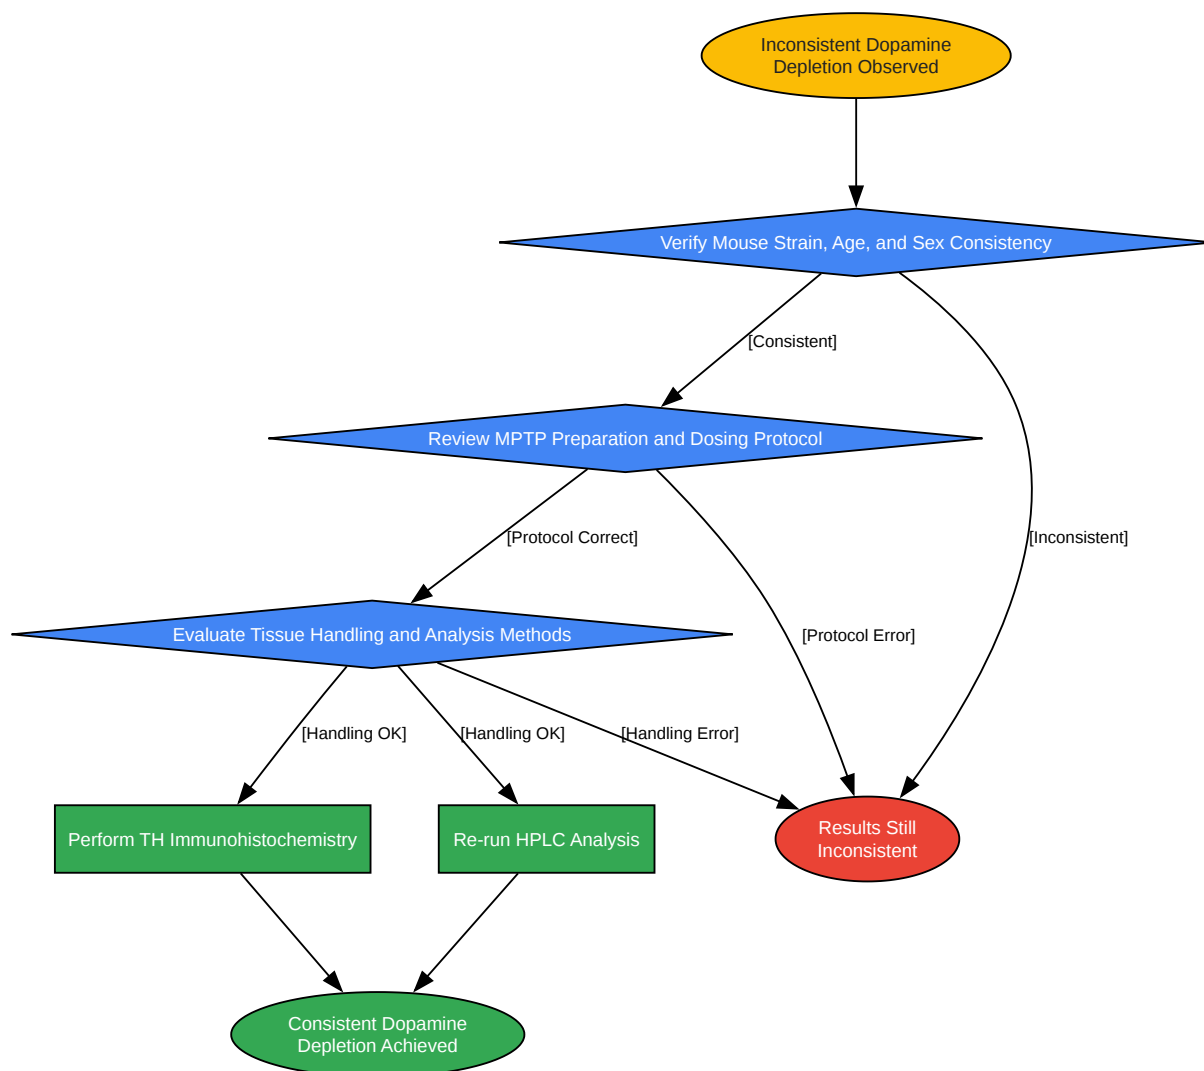 Inconsistent Dopamine
Depletion Observed
Verify Mouse Strain, Age, and Sex Consistency
[Consistent]
Review MPTP Preparation and Dosing Protocol
[Protocol Correct]
[Inconsistent]
Evaluate Tissue Handling and Analysis Methods
[Protocol Error]
[Handling OK]
[Handling OK]
[Handling Error]
Perform TH Immunohistochemistry
Re-run HPLC Analysis
Results Still
Inconsistent
Consistent Dopamine
Depletion Achieved